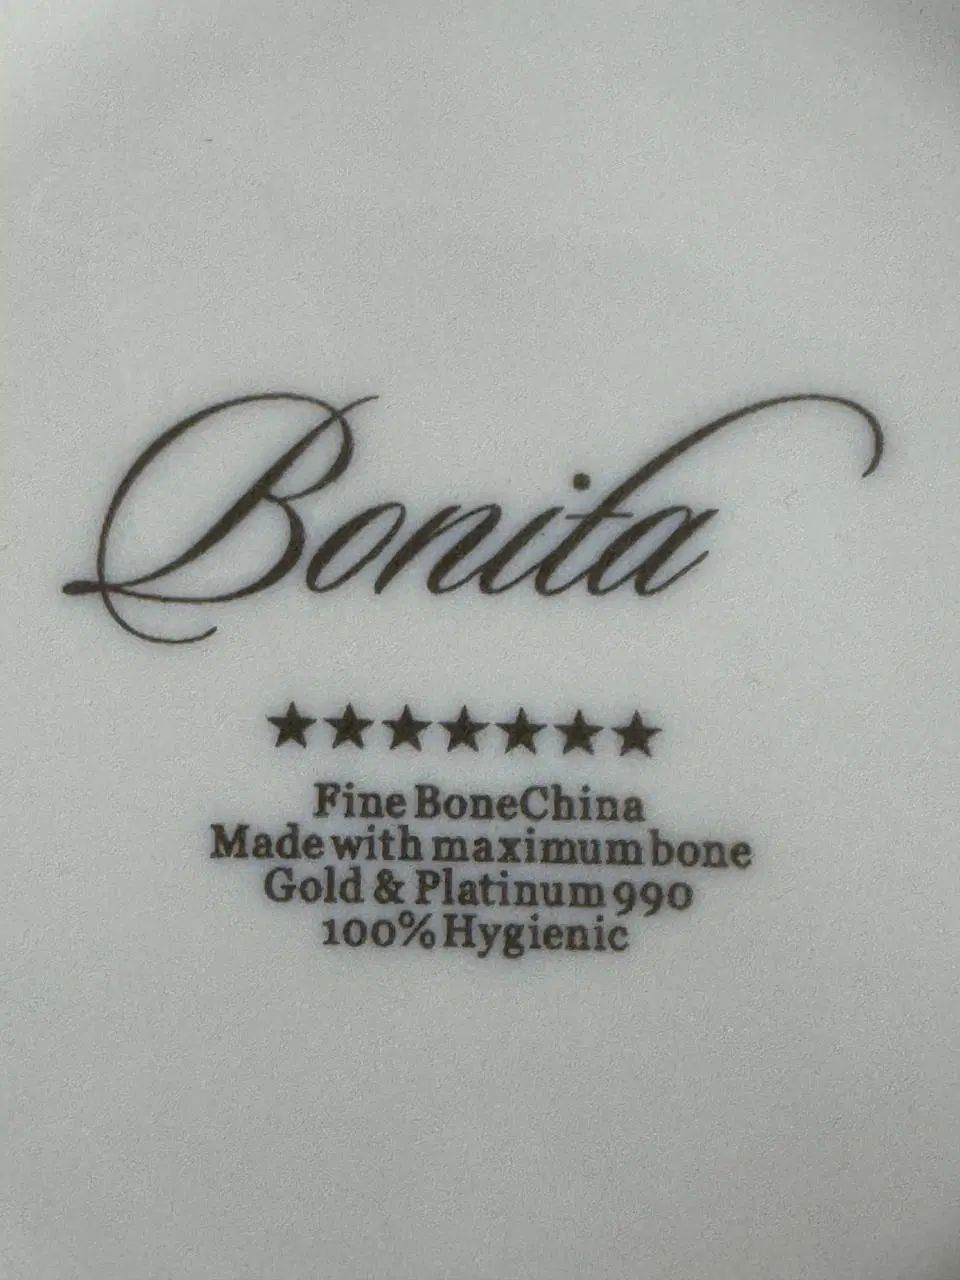 Bonita
★★★★★★★
Fine BoneChina
Made with maximum bone
Gold & Platinum 990
100% Hygienic